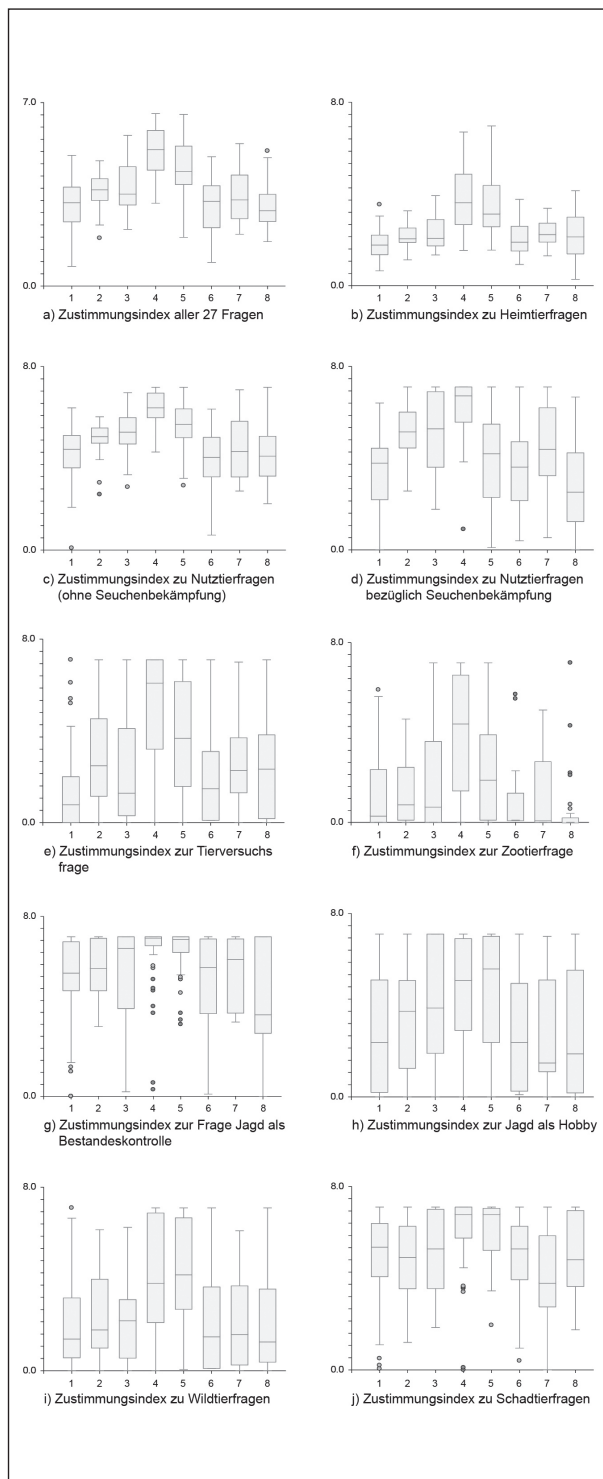 7.0
0.0
1 2 3 4 5 6 7 8
a) Zustimmungsindex aller 27 Fragen
8.0
0.0
1 2 3 4 5 6 7 8
b) Zustimmungsindex zu Heimtierfragen
8.0
0.0
1 2 3 4 5 6 7 8
c) Zustimmungsindex zu Nutztierfragen
(ohne Seuchenbekämpfung)
8.0
0.0
1 2 3 4 5 6 7 8
d) Zustimmungsindex zu Nutztierfragen
bezüglich Seuchenbekämpfung
8.0
0.0
1 2 3 4 5 6 7 8
e) Zustimmungsindex zur Tierversuchs
frage
8.0
0.0
1 2 3 4 5 6 7 8
f) Zustimmungsindex zur Zootierfrage
8.0
0.0
1 2 3 4 5 6 7 8
g) Zustimmungsindex zur Frage Jagd als
Bestandeskontrolle
8.0
0.0
1 2 3 4 5 6 7 8
h) Zustimmungsindex zur Jagd als Hobby
8.0
0.0
1 2 3 4 5 6 7 8
i) Zustimmungsindex zu Wildtierfragen
8.0
0.0
1 2 3 4 5 6 7 8
j) Zustimmungsindex zu Schadtierfragen